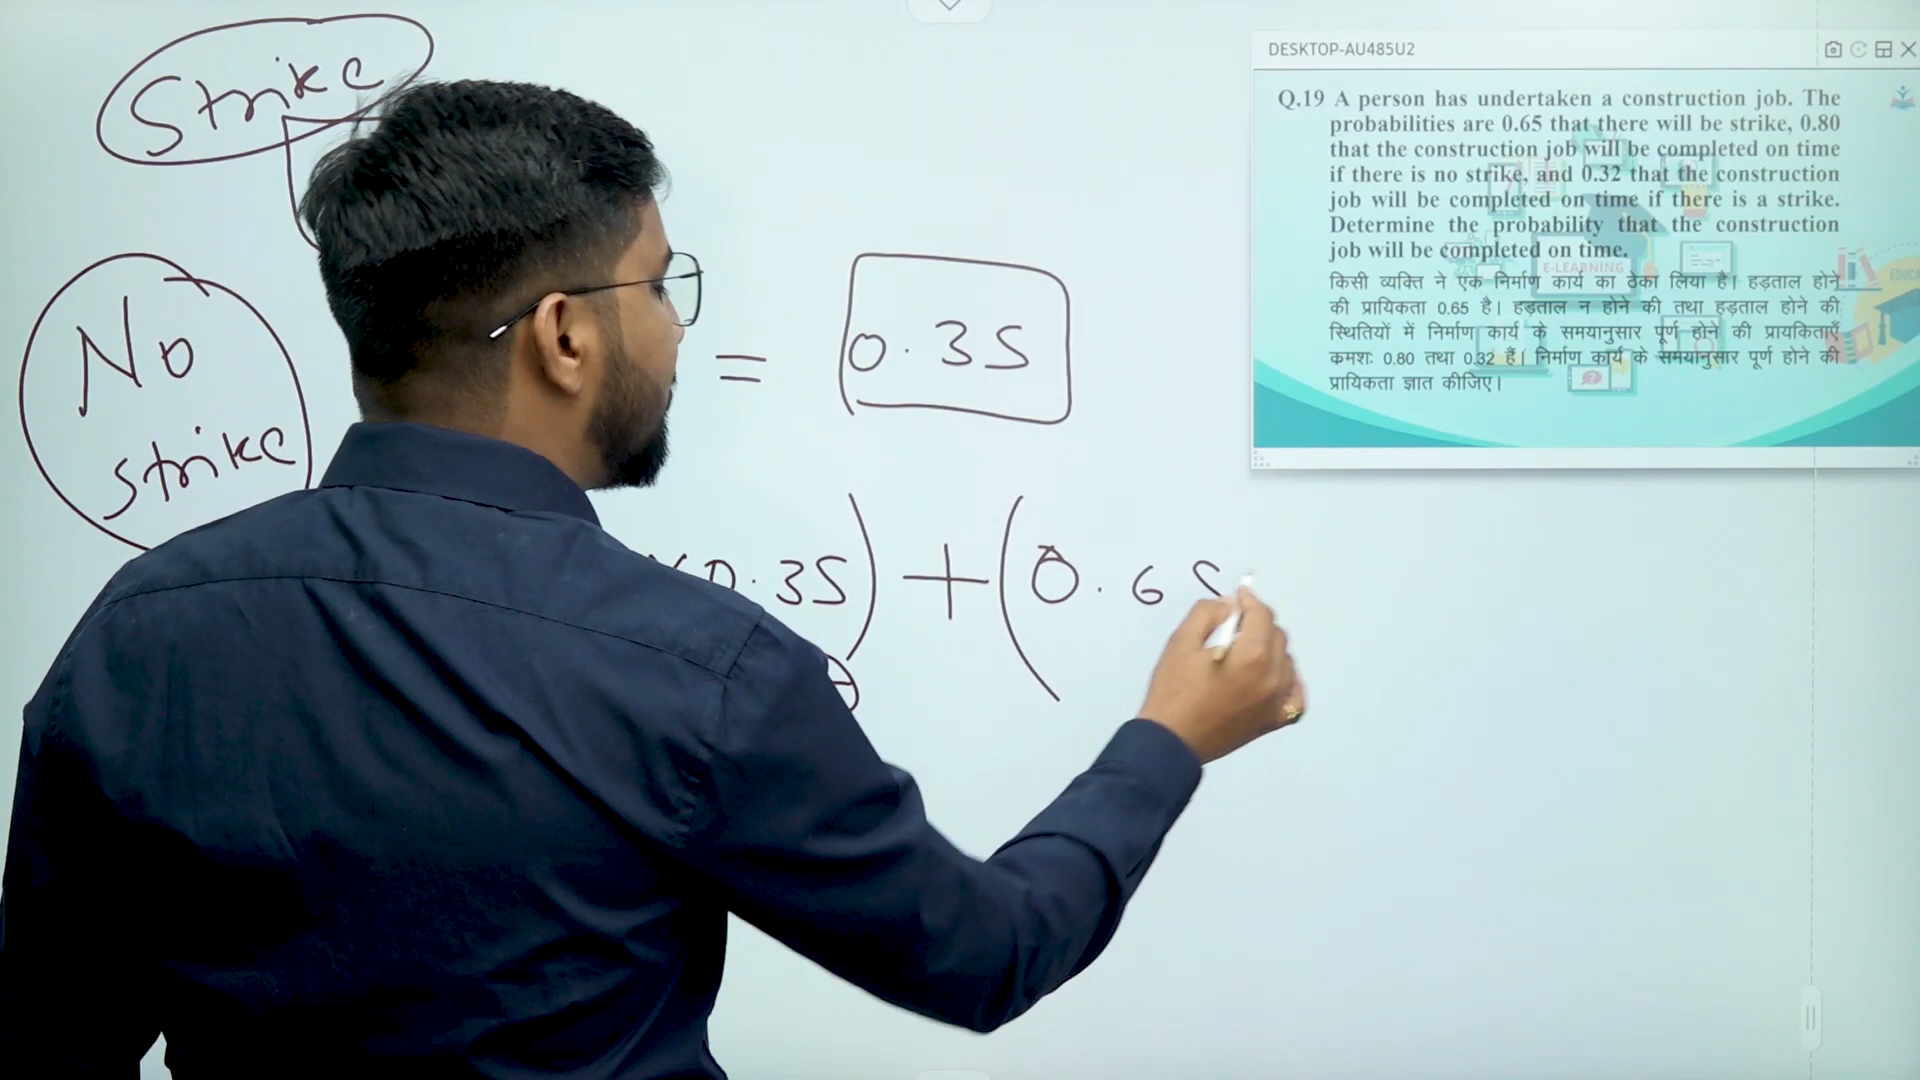 Strike
No
strike
= 0.35
0.35) + (0.65
DESKTOP-AU485U2
Q.19 A person has undertaken a construction job. The
probabilities are 0.65 that there will be strike, 0.80
that the construction job will be completed on time
if there is no strike, and 0.32 that the construction
job will be completed on time if there is a strike.
Determine the probability that the construction
job will be completed on time.
E-LEARNING
EDUCA
किसी व्यक्ति ने एक निर्माण कार्य का ठेका लिया है। हड़ताल होने
की प्रायिकता 0.65 है। हड़ताल न होने की तथा हड़ताल होने की
स्थितियों में निर्माण कार्य के समयानुसार पूर्ण होने की प्रायकिताएँ
क्रमशः 0.80 तथा 0.32 हैं। निर्माण कार्य के समयानुसार पूर्ण होने की
प्रायिकता ज्ञात कीजिए।